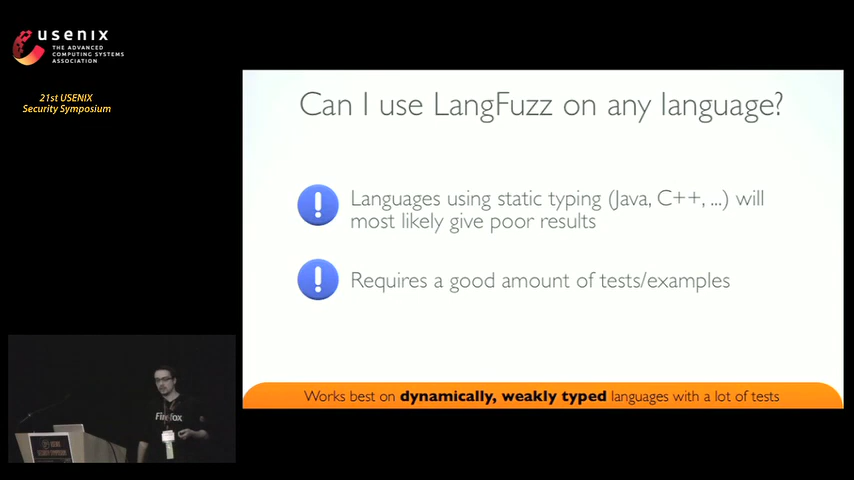 usenix
THE ADVANCED
COMPUTING SYSTEMS
ASSOCIATION
21st USENIX
Security Symposium
Can I use LangFuzz on any language?
Languages using static typing (Java, C++, ...) will
most likely give poor results
Requires a good amount of tests/examples
Works best on dynamically, weakly typed languages with a lot of tests
Firefox